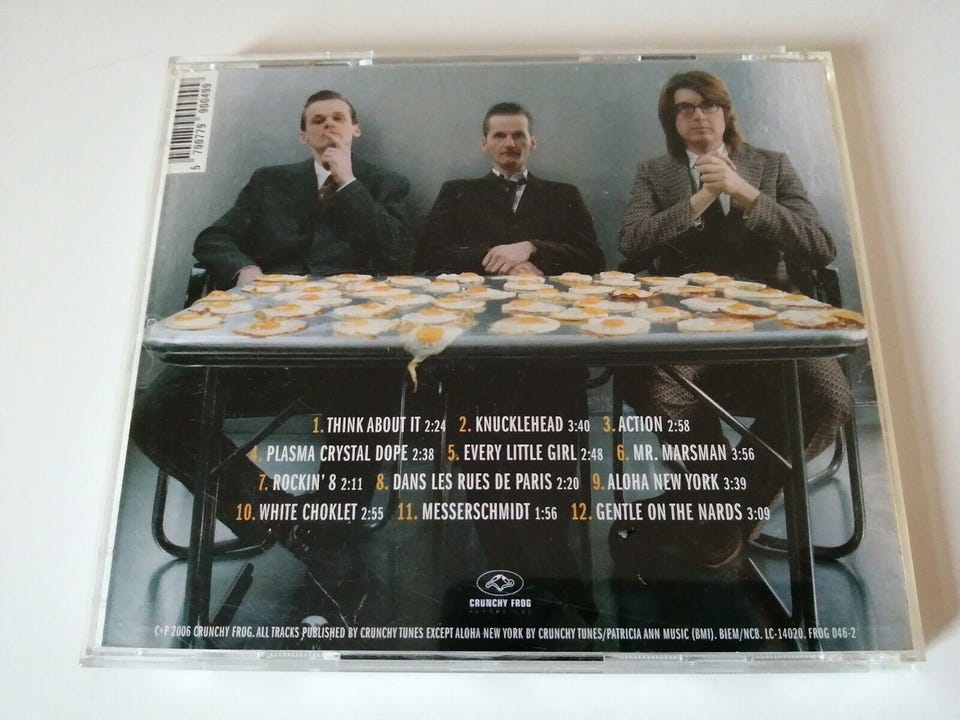 5 700779 900499
1. THINK ABOUT IT 2:24 2. KNUCKLEHEAD 3:40 3. ACTION 2:58
4. PLASMA CRYSTAL DOPE 2:38 5. EVERY LITTLE GIRL 2:48 6. MR. MARSMAN 3:56
7. ROCKIN' 8 2:11 8. DANS LES RUES DE PARIS 2:20 9. ALOHA NEW YORK 3:39
10. WHITE CHOKLET 2:55 11. MESSERSCHMIDT 1:56 12. GENTLE ON THE NARDS 3:09
CRUNCHY FROG
RECORDINGS
C+P 2006 CRUNCHY FROG. ALL TRACKS PUBLISHED BY CRUNCHY TUNES EXCEPT ALOHA NEW YORK BY CRUNCHY TUNES/PATRICIA ANN MUSIC (BMI). BIEM/NCB. LC-14020. FROG 046-2